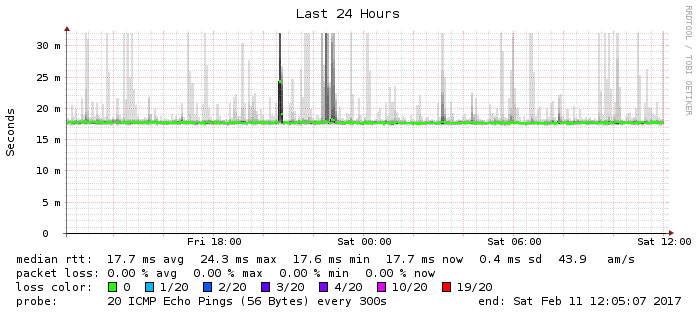 Last 24 Hours
RRDTOOL / TOBI OETIKER
Seconds
30 m
25 m
20 m
15 m
10 m
5 m
0
Fri 18:00 Sat 00:00 Sat 06:00 Sat 12:00
median rtt: 17.7 ms avg 24.3 ms max 17.6 ms min 17.7 ms now 0.4 ms sd 43.9 am/s
packet loss: 0.00 % avg 0.00 % max 0.00 % min 0.00 % now
loss color: 0 1/20 2/20 3/20 4/20 10/20 19/20
probe: 20 ICMP Echo Pings (56 Bytes) every 300s end: Sat Feb 11 12:05:07 2017